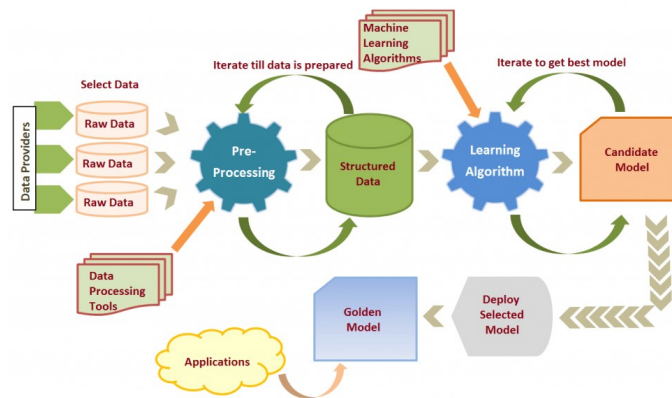 Machine
Learning
Algorithms
Iterate till data is prepared
Iterate to get best model
Select Data
Data Providers
Raw Data
Raw Data
Raw Data
Pre-
Processing
Structured
Data
Learning
Algorithm
Candidate
Model
Data
Processing
Tools
Golden
Model
Deploy
Selected
Model
Applications